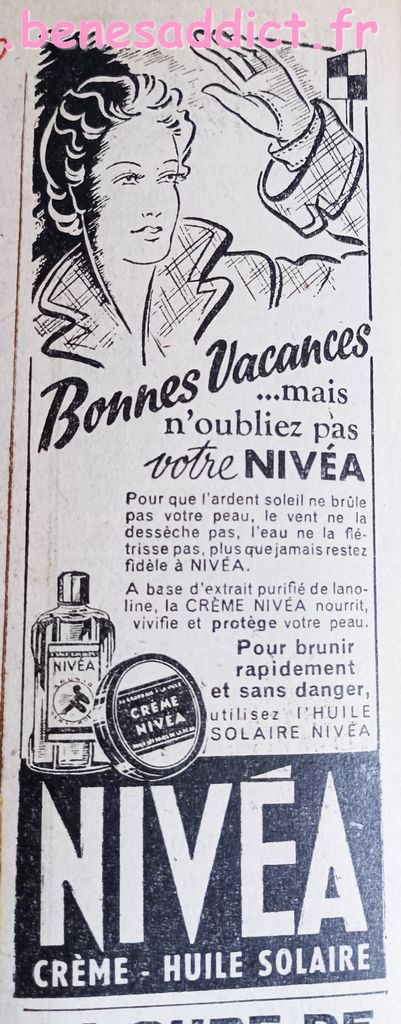 .benesaddict.fr
Bonnes Vacances
...mais
n'oubliez pas
votre NIVÉA
Pour que l'ardent soleil ne brûle
pas votre peau, le vent ne la
dessèche pas, l'eau ne la flé-
trisse pas, plus que jamais restez
fidèle à NIVÉA.
A base d'extrait purifié de lano-
line, la CRÈME NIVÉA nourrit,
vivifie et protège votre peau.
Pour brunir
rapidement
et sans danger,
utilisez l'HUILE
SOLAIRE NIVÉA
NIVÉA
CRÈME
NIVÉA
NIVÉA
CRÈME - HUILE SOLAIRE